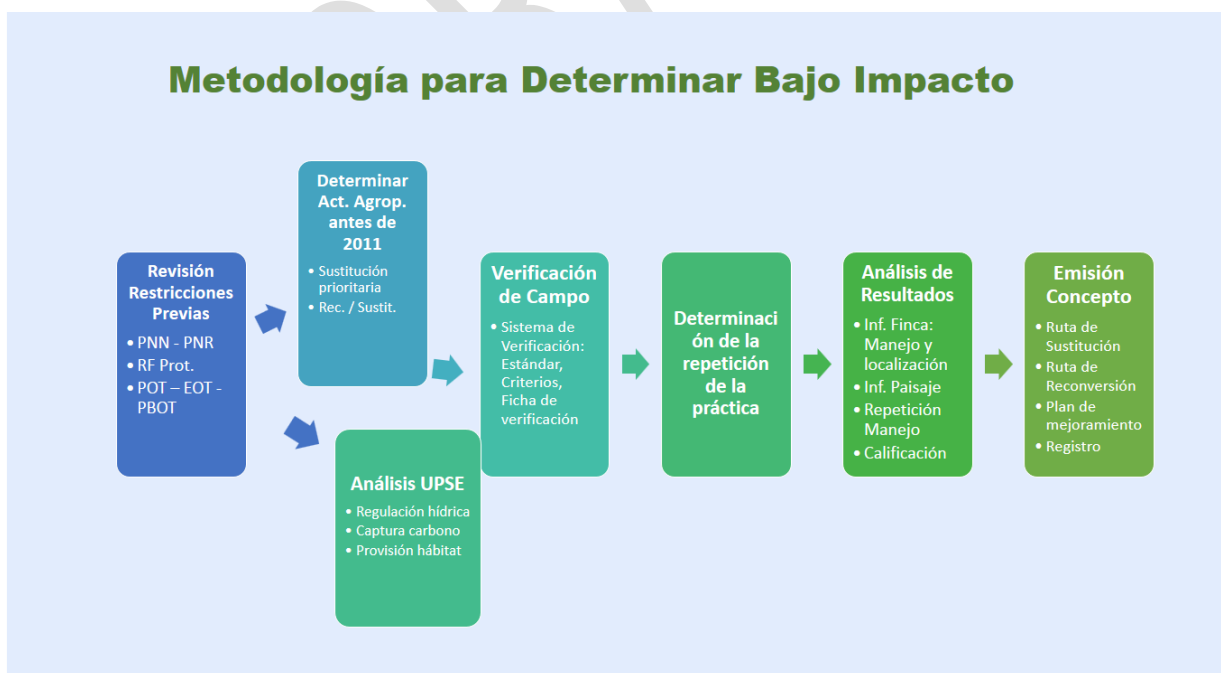 Metodología para Determinar Bajo Impacto
Revisión
Restricciones
Previas
• PNN - PNR
• RF Prot.
• POT – EOT -
PBOT
Determinar
Act. Agrop.
antes de
2011
• Sustitución
prioritaria
• Rec. / Sustit.
Análisis UPSE
• Regulación hídrica
• Captura carbono
• Provisión hábitat
Verificación
de Campo
• Sistema de
Verificación:
Estándar,
Criterios,
Ficha de
verificación
Determinaci
ón de la
repetición
de la
práctica
Análisis de
Resultados
• Inf. Finca:
Manejo y
localización
• Inf. Paisaje
• Repetición
Manejo
• Calificación
Emisión
Concepto
• Ruta de
Sustitución
• Ruta de
Reconversión
• Plan de
mejoramiento
• Registro